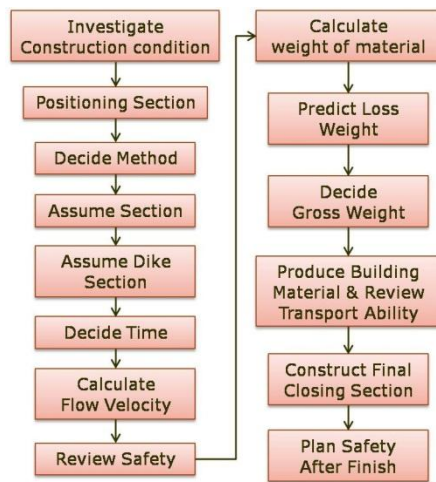 Investigate
Construction condition
Positioning Section
Decide Method
Assume Section
Assume Dike
Section
Decide Time
Calculate
Flow Velocity
Review Safety
Calculate
weight of material
Predict Loss
Weight
Decide
Gross Weight
Produce Building
Material & Review
Transport Ability
Construct Final
Closing Section
Plan Safety
After Finish